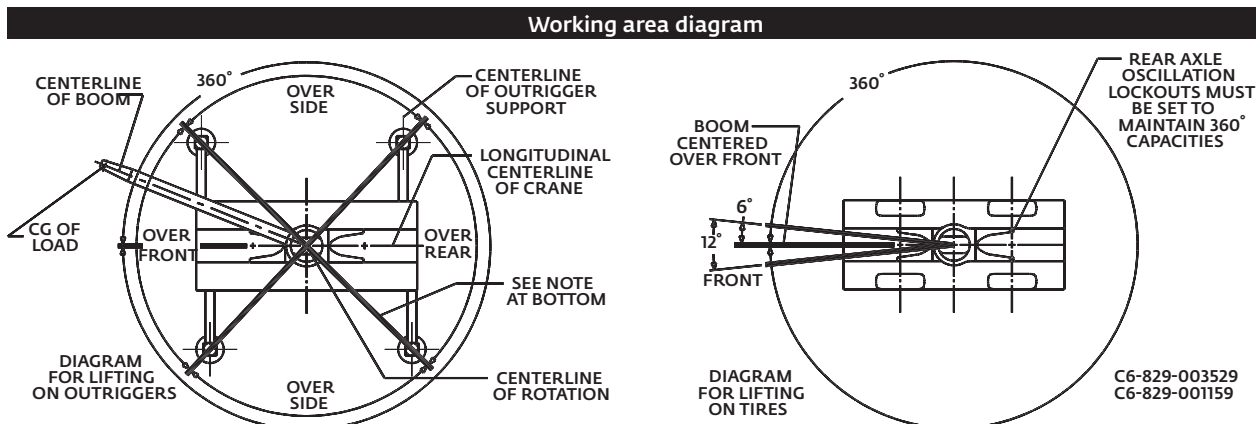 Working area diagram
CENTERLINE
OF BOOM
360°
OVER
SIDE
CENTERLINE
OF OUTRIGGER
SUPPORT
LONGITUDINAL
CENTERLINE
OF CRANE
CG OF
LOAD
OVER
FRONT
OVER
REAR
SEE NOTE
AT BOTTOM
DIAGRAM
FOR LIFTING
ON OUTRIGGERS
OVER
SIDE
CENTERLINE
OF ROTATION
360°
REAR AXLE
OSCILLATION
LOCKOUTS MUST
BE SET TO
MAINTAIN 360°
CAPACITIES
BOOM
CENTERED
OVER FRONT
6°
12°
FRONT
DIAGRAM
FOR LIFTING
ON TIRES
C6-829-003529
C6-829-001159